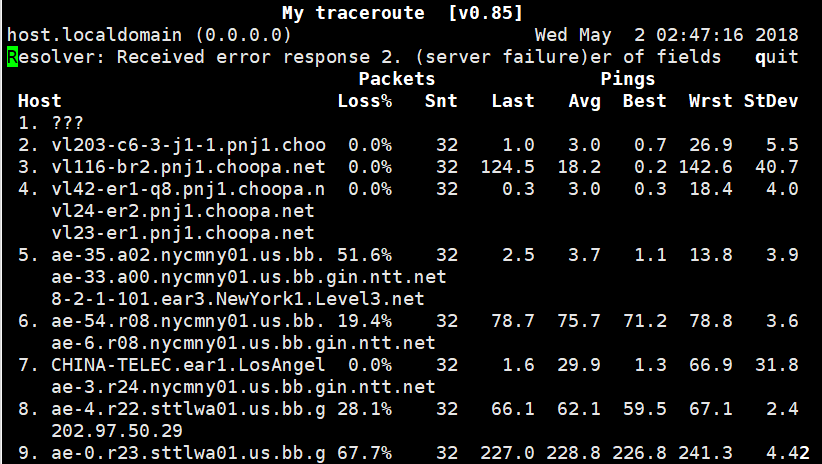 My traceroute [v0.85]
host.localdomain (0.0.0.0) Wed May 2 02:47:16 2018
Resolver: Received error response 2. (server failure)er of fields quit
Packets Pings
Host Loss% Snt Last Avg Best Wrst StDev
1. ???
2. vl203-c6-3-j1-1.pnj1.choo 0.0% 32 1.0 3.0 0.7 26.9 5.5
3. vl116-br2.pnj1.choopa.net 0.0% 32 124.5 18.2 0.2 142.6 40.7
4. vl42-er1-q8.pnj1.choopa.n 0.0% 32 0.3 3.0 0.3 18.4 4.0
vl24-er2.pnj1.choopa.net
vl23-er1.pnj1.choopa.net
5. ae-35.a02.nycmny01.us.bb. 51.6% 32 2.5 3.7 1.1 13.8 3.9
ae-33.a00.nycmny01.us.bb.gin.ntt.net
8-2-1-101.ear3.NewYork1.Level3.net
6. ae-54.r08.nycmny01.us.bb. 19.4% 32 78.7 75.7 71.2 78.8 3.6
ae-6.r08.nycmny01.us.bb.gin.ntt.net
7. CHINA-TELEC.ear1.LosAngel 0.0% 32 1.6 29.9 1.3 66.9 31.8
ae-3.r24.nycmny01.us.bb.gin.ntt.net
8. ae-4.r22.sttlwa01.us.bb.g 28.1% 32 66.1 62.1 59.5 67.1 2.4
202.97.50.29
9. ae-0.r23.sttlwa01.us.bb.g 67.7% 32 227.0 228.8 226.8 241.3 4.42